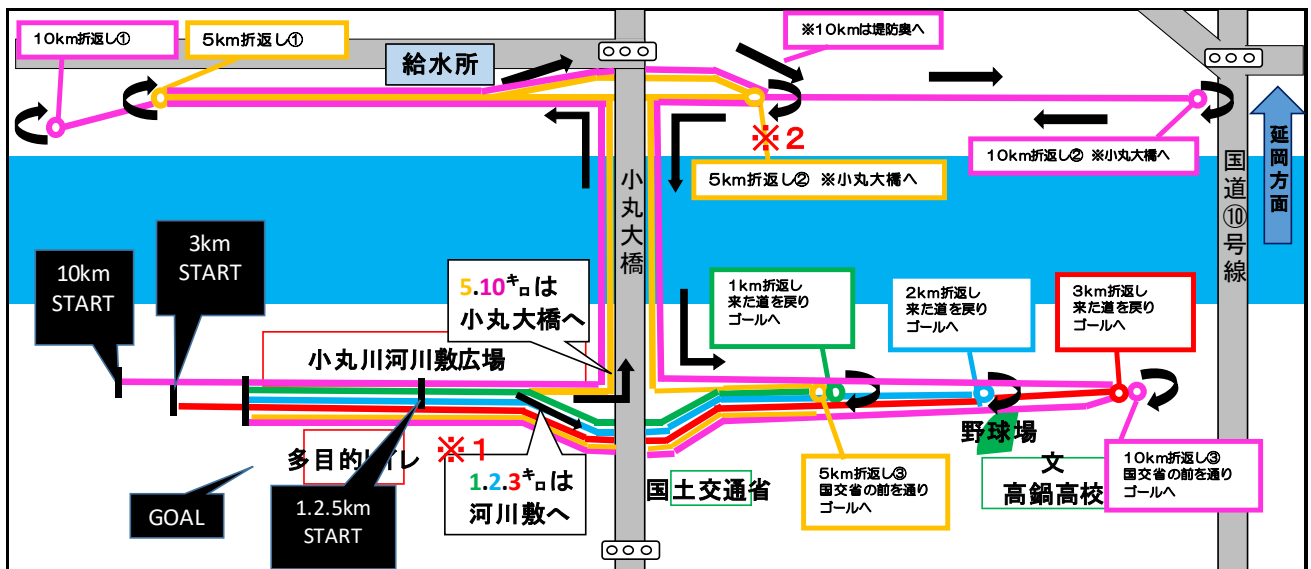 10km折返し①
5km折返し①
給水所
※10kmは堤防奥へ
※2
5km折返し② ※小丸大橋へ
10km折返し② ※小丸大橋へ
延岡方面
国道⑩号線
小丸大橋
10km
START
3km
START
5.10㌔は
小丸大橋へ
小丸川河川敷広場
1km折返し
来た道を戻り
ゴールへ
2km折返し
来た道を戻り
ゴールへ
3km折返し
来た道を戻り
ゴールへ
多目的トイレ
※1
GOAL
1.2.5km
START
1.2.3㌔は
河川敷へ
国土交通省
5km折返し③
国交省の前を通り
ゴールへ
野球場
文
高鍋高校
10km折返し③
国交省の前を通り
ゴールへ